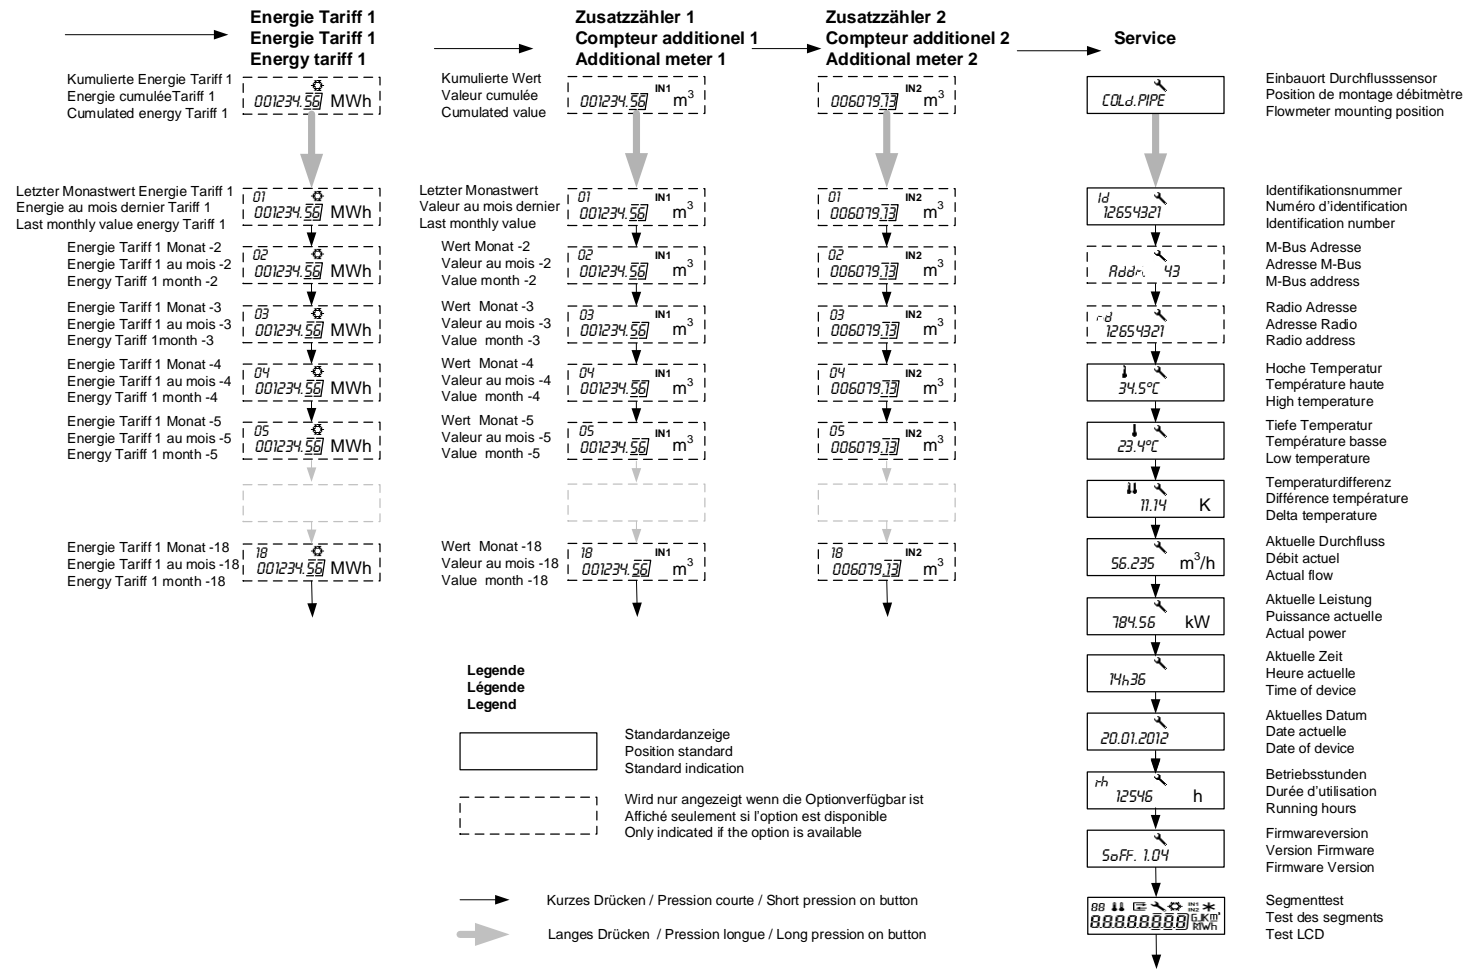 Energie Tariff 1
Energie Tariff 1
Energy tariff 1
Kumulierte Energie Tariff 1
Energie cumuléeTariff 1
Cumulated energy Tariff 1
001234.56 MWh
Letzter Monastwert Energie Tariff 1
Energie au mois dernier Tariff 1
Last monthly value energy Tariff 1
01
001234.56 MWh
Energie Tariff 1 Monat -2
Energie Tariff 1 au mois -2
Energy Tariff 1 month -2
02
001234.56 MWh
Energie Tariff 1 Monat -3
Energie Tariff 1 au mois -3
Energy Tariff 1month -3
03
001234.56 MWh
Energie Tariff 1 Monat -4
Energie Tariff 1 au mois -4
Energy Tariff 1 month -4
04
001234.56 MWh
Energie Tariff 1 Monat -5
Energie Tariff 1 au mois -5
Energy Tariff 1 month -5
05
001234.56 MWh
Energie Tariff 1 Monat -18
Energie Tariff 1 au mois -18
Energy Tariff 1 month -18
18
001234.56 MWh
Zusatzzähler 1
Compteur additionel 1
Additional meter 1
Kumulierte Wert
Valeur cumulée
Cumulated value
IN1
001234.56 m³
Letzter Monastwert
Valeur au mois dernier
Last monthly value
01 IN1
001234.56 m³
Wert Monat -2
Valeur au mois -2
Value month -2
02 IN1
001234.56 m³
Wert Monat -3
Valeur au mois -3
Value month -3
03 IN1
001234.56 m³
Wert Monat -4
Valeur au mois -4
Value month -4
04 IN1
001234.56 m³
Wert Monat -5
Valeur au mois -5
Value month -5
05 IN1
001234.56 m³
Wert Monat -18
Valeur au mois -18
Value month -18
18 IN1
001234.56 m³
Zusatzzähler 2
Compteur additionel 2
Additional meter 2
IN2
006079.73 m³
01 IN2
006079.73 m³
02 IN2
006079.73 m³
03 IN2
006079.73 m³
04 IN2
006079.73 m³
05 IN2
006079.73 m³
18 IN2
006079.73 m³
Service
COLd.PIPE
Einbauort Durchflusssensor
Position de montage débitmètre
Flowmeter mounting position
Id
12654321
Identifikationsnummer
Numéro d'identification
Identification number
Addr. 43
M-Bus Adresse
Adresse M-Bus
M-Bus address
rd
12654321
Radio Adresse
Adresse Radio
Radio address
34.5°C
Hoche Temperatur
Température haute
High temperature
23.4°C
Tiefe Temperatur
Température basse
Low temperature
11.14 K
Temperaturdifferenz
Différence température
Delta temperature
56.235 m³/h
Aktuelle Durchfluss
Débit actuel
Actual flow
784.56 kW
Aktuelle Leistung
Puissance actuelle
Actual power
14h36
Aktuelle Zeit
Heure actuelle
Time of device
20.01.2012
Aktuelles Datum
Date actuelle
Date of device
rh
12546 h
Betriebsstunden
Durée d'utilisation
Running hours
SoFF. 1.04
Firmwareversion
Version Firmware
Firmware Version
88 IN1 IN2
8.8.8.8.8.8.8.8
Segmenttest
Test des segments
Test LCD
Legende
Légende
Legend
Standardanzeige
Position standard
Standard indication
Wird nur angezeigt wenn die Optionverfügbar ist
Affiché seulement si l'option est disponible
Only indicated if the option is available
Kurzes Drücken / Pression courte / Short pression on button
Langes Drücken / Pression longue / Long pression on button